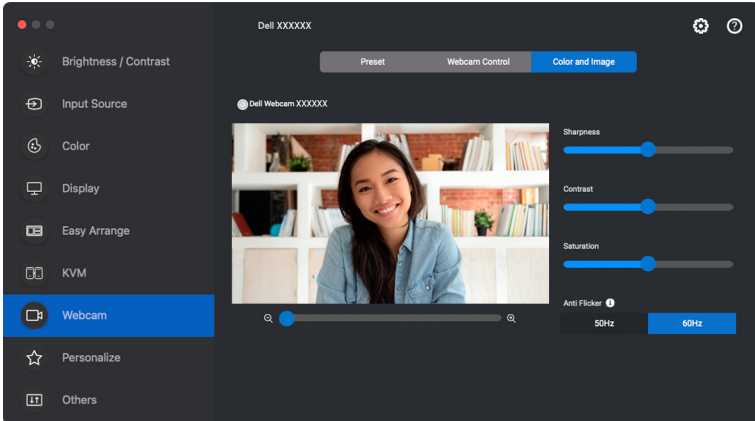 Dell XXXXXX
Brightness / Contrast
Input Source
Color
Display
Easy Arrange
KVM
Webcam
Personalize
Others
Preset
Webcam Control
Color and Image
Dell Webcam XXXXXX
Sharpness
Contrast
Saturation
Anti Flicker
50Hz
60Hz